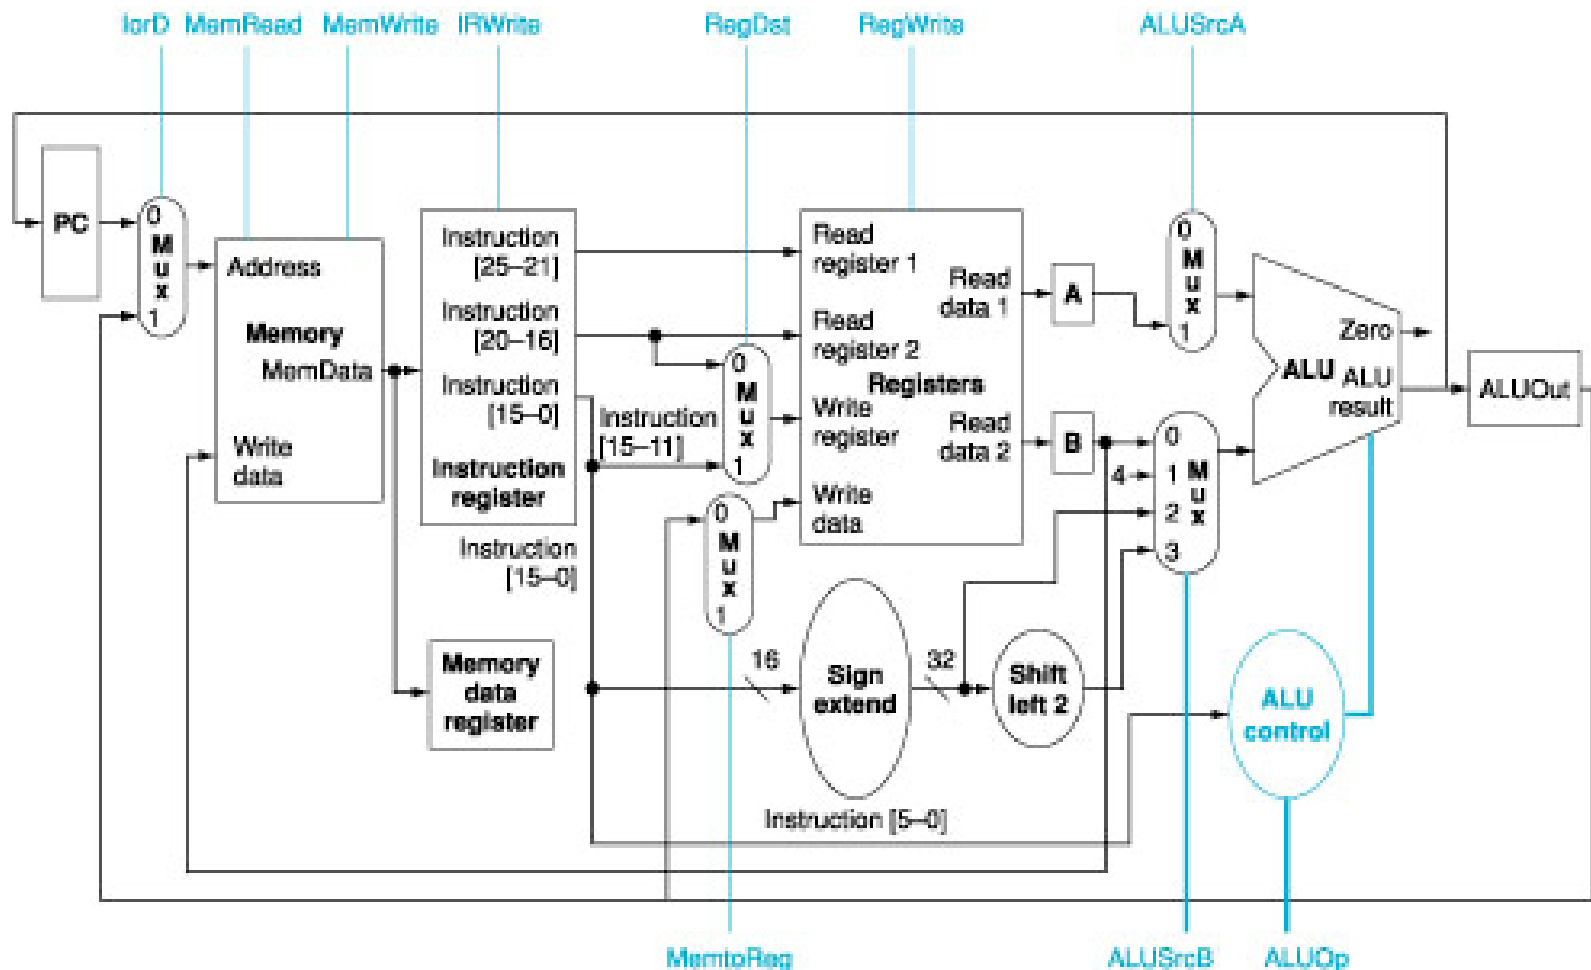 IorD MemRead MemWrite IRWrite RegDst RegWrite ALUSrcA
PC
0
M
u
x
1
Address
Memory
MemData
Write
data
Instruction
[25–21]
Instruction
[20–16]
Instruction
[15–0]
Instruction
register
Instruction
[15–0]
Memory
data
register
Instruction
[15–11]
0
M
u
x
1
0
M
u
x
1
Read
register 1
Read
register 2
Registers
Write
register
Write
data
Read
data 1
Read
data 2
A
B
4
0
M
u
x
1
0
1
2
3
M
u
x
Zero
ALU
ALU
result
ALUOut
16
Sign
extend
32
Shift
left 2
ALU
control
Instruction [5–0]
MemtoReg ALUSrcB ALUOp